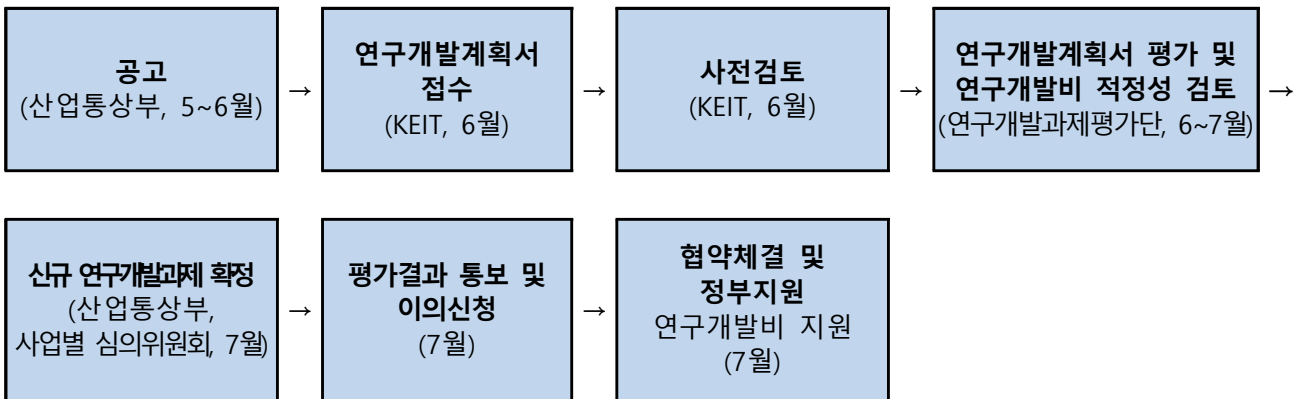 공고
(산업통상부, 5~6월)
→
연구개발계획서
접수
(KEIT, 6월)
→
사전검토
(KEIT, 6월)
→
연구개발계획서 평가 및
연구개발비 적정성 검토
(연구개발과제평가단, 6~7월)
→
신규 연구개발과제 확정
(산업통상부,
사업별 심의위원회, 7월)
→
평가결과 통보 및
이의신청
(7월)
→
협약체결 및
정부지원
연구개발비 지원
(7월)